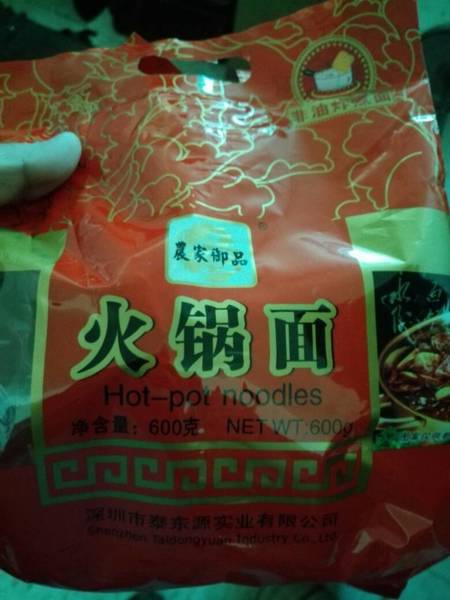 非油炸
面
農家御品
®
火锅面
Hot-pot noodles
净含量：600克 NET WT:600g
深圳市泰东源实业有限公司
Shenzhen Taidongyuan Industry Co., Ltd.